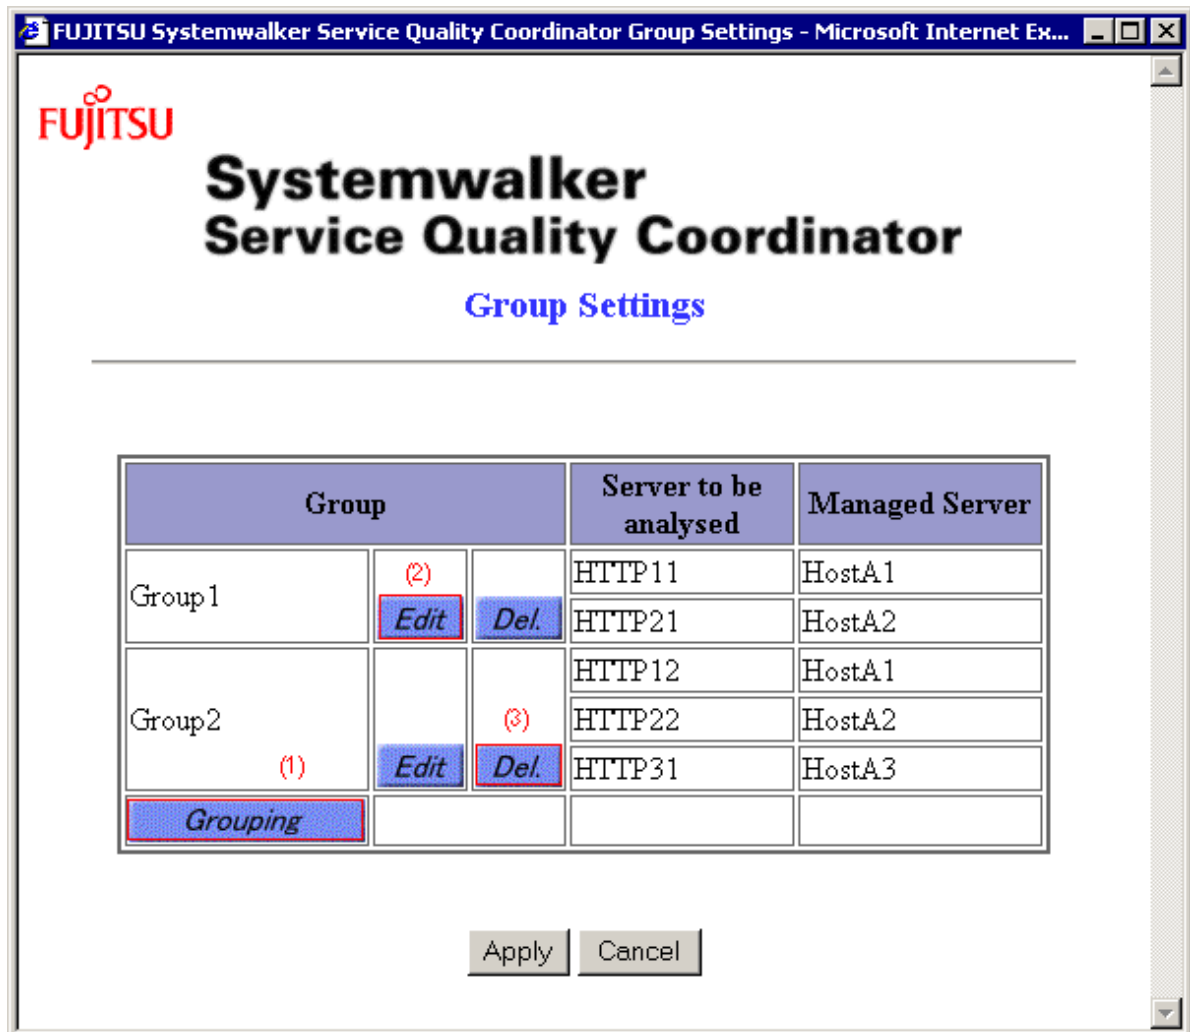 FUJITSU Systemwalker Service Quality Coordinator Group Settings - Microsoft Internet Ex...
FUJITSU
Systemwalker
Service Quality Coordinator
Group Settings
Group
Server to be
analysed
Managed Server
Group1
(2)
Edit
Del.
HTTP11
HostA1
HTTP21
HostA2
Group2
(1)
Edit
(3)
Del.
HTTP12
HostA1
HTTP22
HostA2
HTTP31
HostA3
Grouping
Apply
Cancel